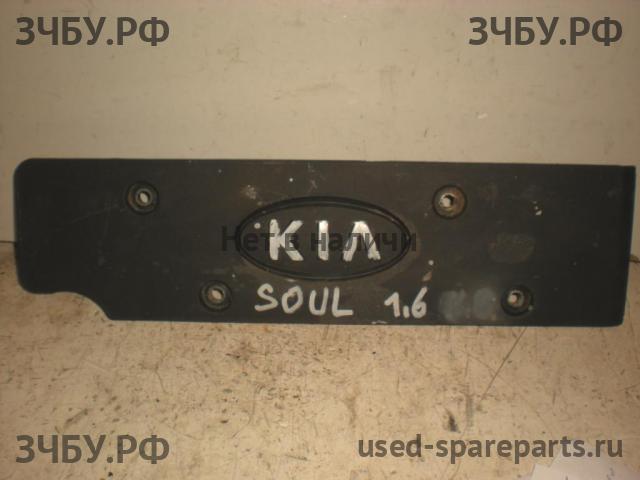 ЗЧБУ.РФ ЗЧБУ.РФ
KIA
Нет в наличи
SOUL 1.6
ЗЧБУ.РФ used-spareparts.ru